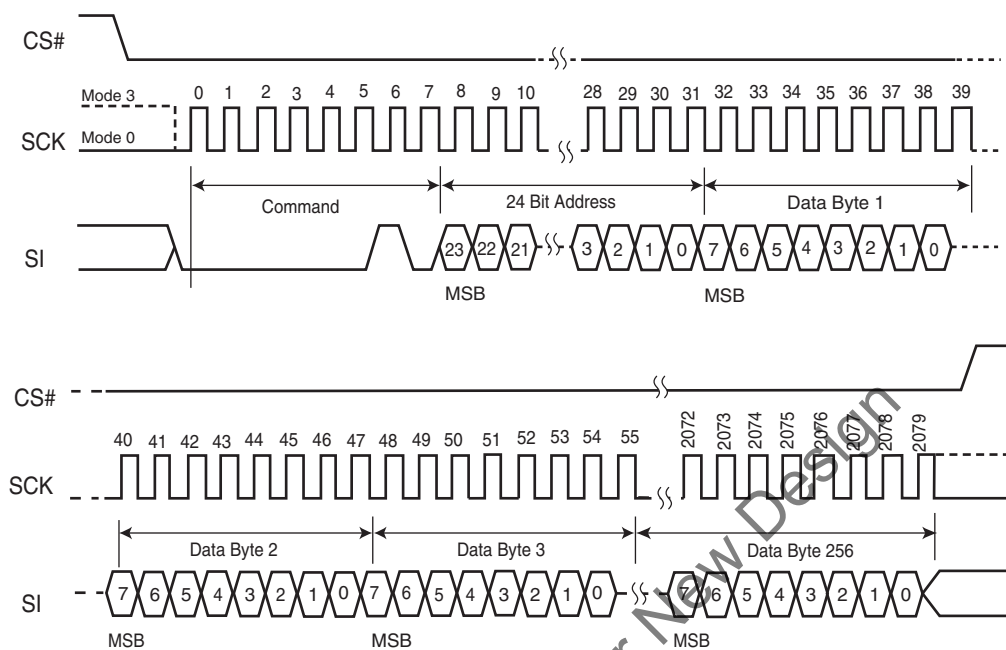 CS#
Mode 3
0 1 2 3 4 5 6 7 8 9 10 28 29 30 31 32 33 34 35 36 37 38 39
SCK
Mode 0
Command
24 Bit Address
Data Byte 1
SI
23 22 21 3 2 1 0 7 6 5 4 3 2 1 0
MSB
MSB
CS#
40 41 42 43 44 45 46 47 48 49 50 51 52 53 54 55 2072 2073 2074 2075 2076 2077 2078 2079
SCK
Data Byte 2
Data Byte 3
Data Byte 256
SI
7 6 5 4 3 2 1 0 7 6 5 4 3 2 1 0 7 6 5 4 3 2 1 0
MSB
MSB
MSB
New Design